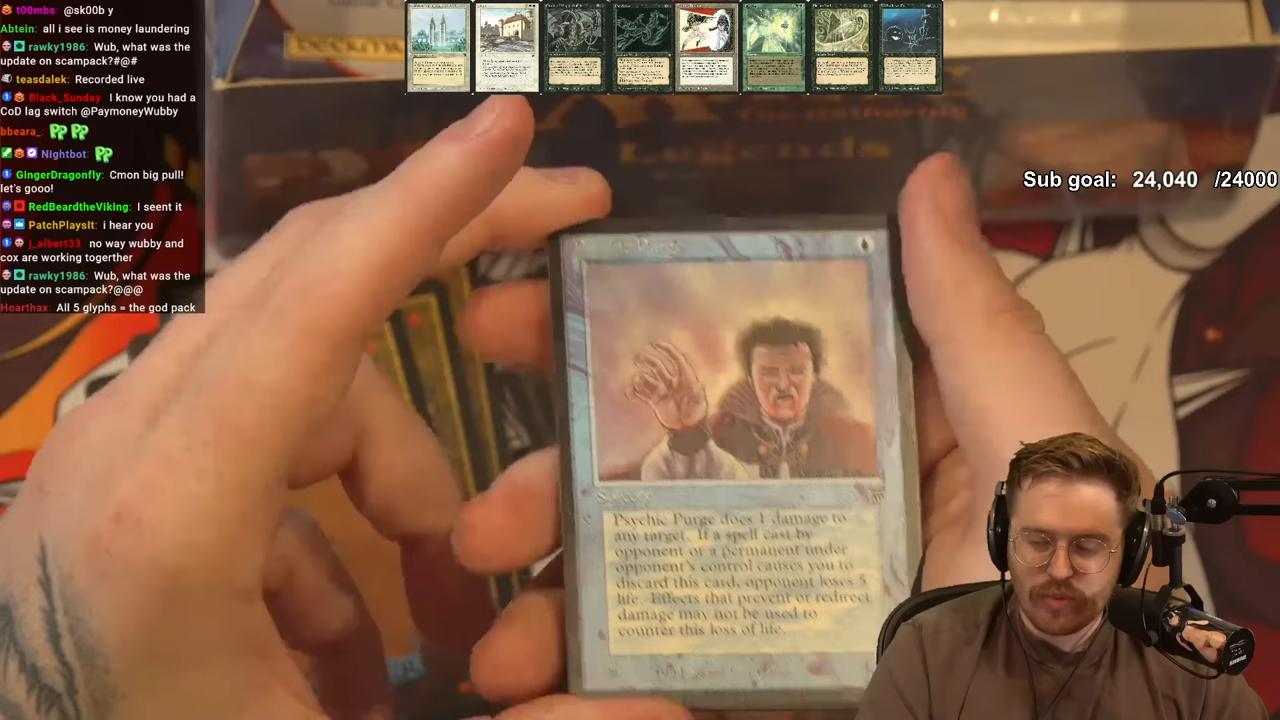 t00mbs: @sk00b y
Abtein: all i see is money laundering
rawky1986: Wub, what was the
update on scampack?#@#
teasdalek: Recorded live
Black_Sunday I know you had a
CoD lag switch @PaymoneyWubby
bbeara_:
Nightbot:
GingerDragonfly: Cmon big pull!
let's gooo!
RedBeardtheViking: I seent it
PatchPlaysIt: i hear you
j_albert33 no way wubby and
cox are working togerther
rawky1986: Wub, what was the
update on scampack?@@@
Hoarthax: All 5 glyphs = the god pack
Sub goal: 24,040 /24000
The Gathering
Legends
Psychic Purge does 1 damage to
any target. If a spell cast by
opponent or a permanent under
opponent's control causes you to
discard this card, opponent loses 5
life. Effects that prevent or redirect
damage may not be used to
counter this loss of life.